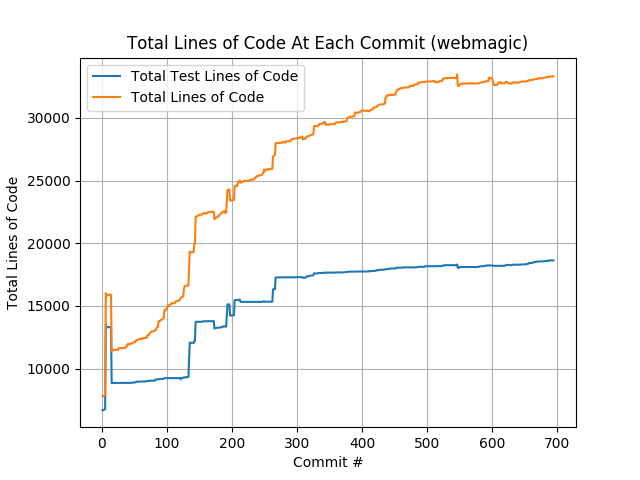 Total Lines of Code At Each Commit (webmagic)
Total Test Lines of Code
Total Lines of Code
Total Lines of Code
30000
25000
20000
15000
10000
0 100 200 300 400 500 600 700
Commit #